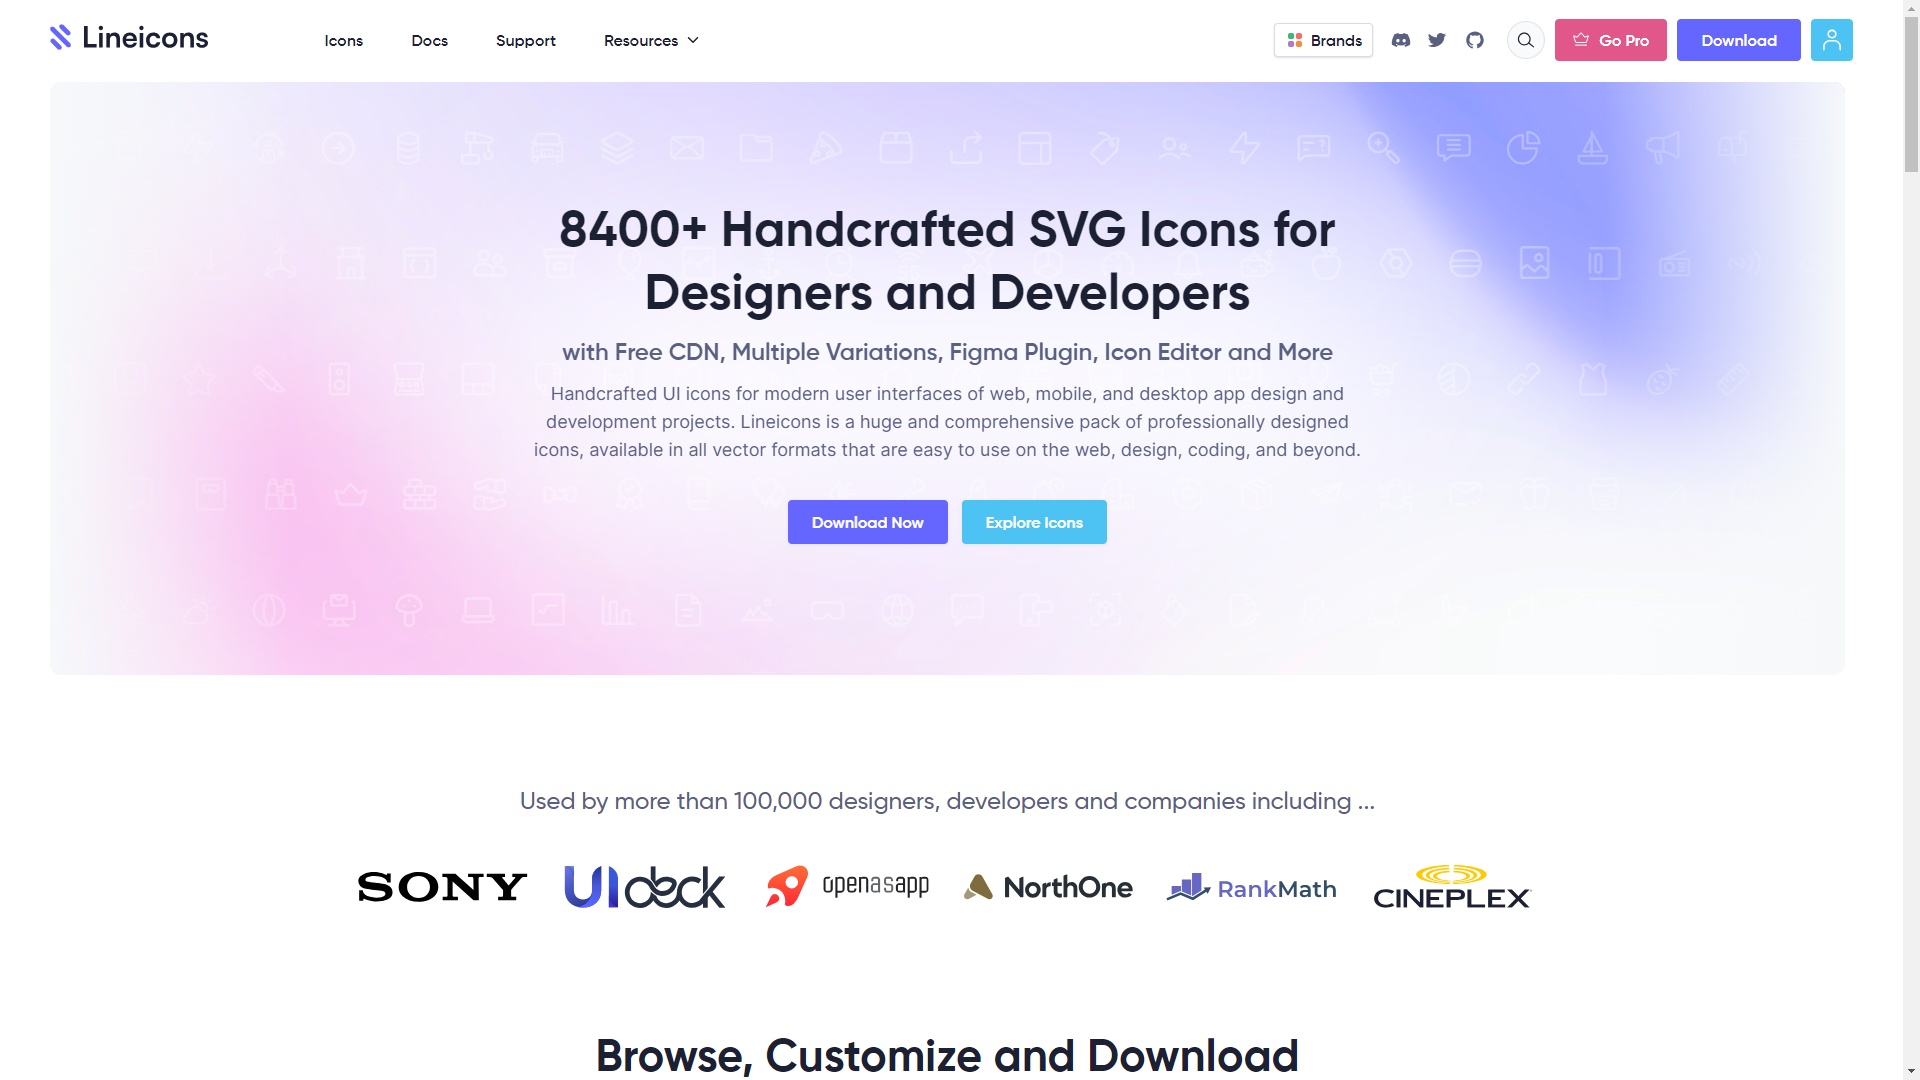 Lineicons
Icons
Docs
Support
Resources
Brands
Go Pro
Download
8400+ Handcrafted SVG Icons for
Designers and Developers
with Free CDN, Multiple Variations, Figma Plugin, Icon Editor and More
Handcrafted UI icons for modern user interfaces of web, mobile, and desktop app design and
development projects. Lineicons is a huge and comprehensive pack of professionally designed
icons, available in all vector formats that are easy to use on the web, design, coding, and beyond.
Download Now
Explore Icons
Used by more than 100,000 designers, developers and companies including ...
SONY
UIdeck
openasapp
NorthOne
RankMath
CINEPLEX
Browse, Customize and Download